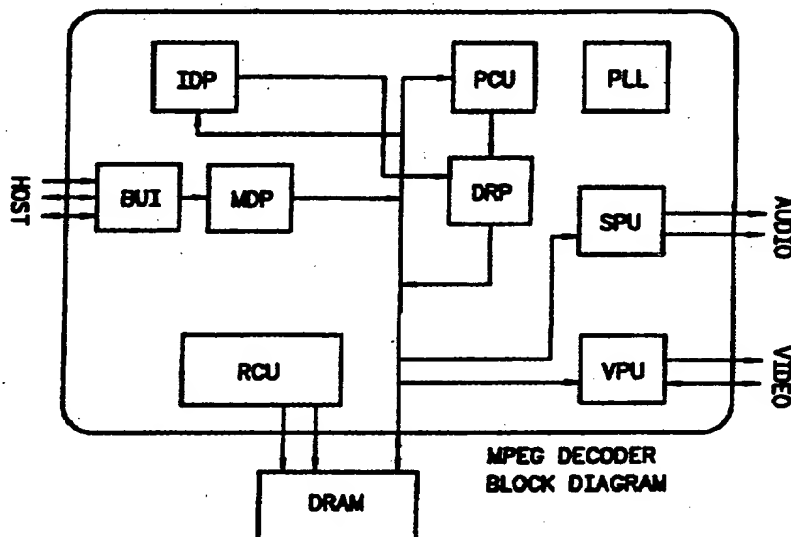 IDP
PCU
PLL
HOST
BUI
MDP
DRP
SPU
AUDIO
RCU
VPU
VIDEO
MPEG DECODER
BLOCK DIAGRAM
DRAM